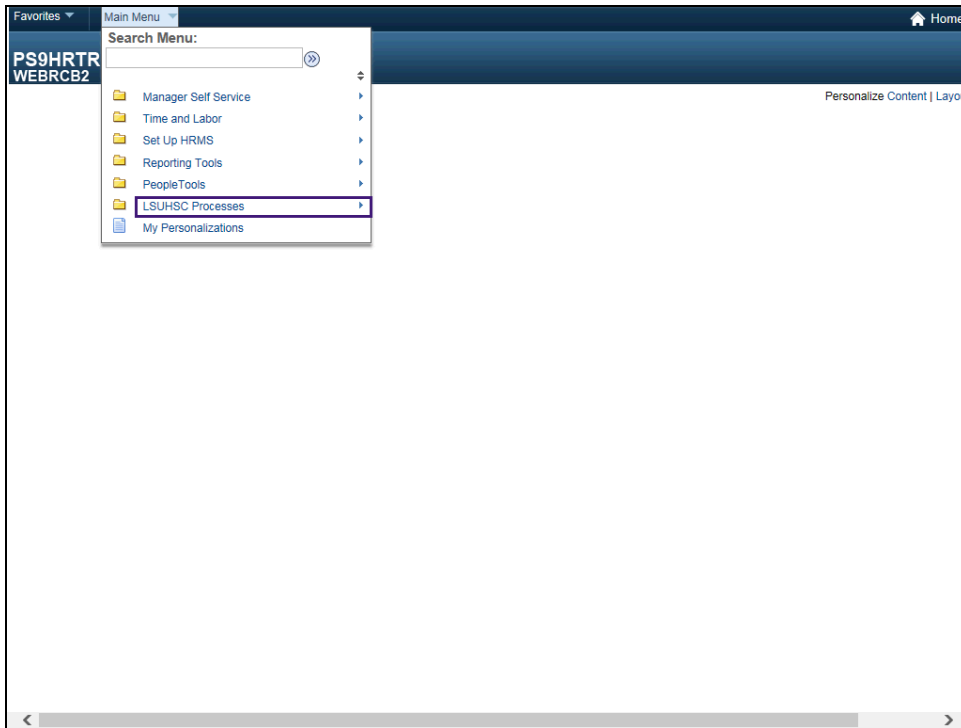 Favorites Main Menu Home
Search Menu:
PS9HRTR
WEBRCB2
Personalize Content | Layo
Manager Self Service
Time and Labor
Set Up HRMS
Reporting Tools
PeopleTools
LSUHSC Processes
My Personalizations